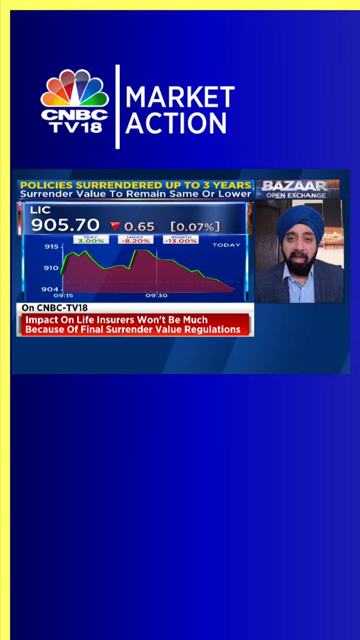 CNBC
TV18
MARKET
ACTION
POLICIES SURRENDERED UP TO 3 YEARS
Surrender Value To Remain Same Or Lower
BAZAAR
OPEN EXCHANGE
LIC
905.70 0.65 [0.07%]
3.00% -8.20% -13.00%
TODAY
915
910
904
09:15 09:30
On CNBC-TV18
Impact On Life Insurers Won't Be Much
Because Of Final Surrender Value Regulations